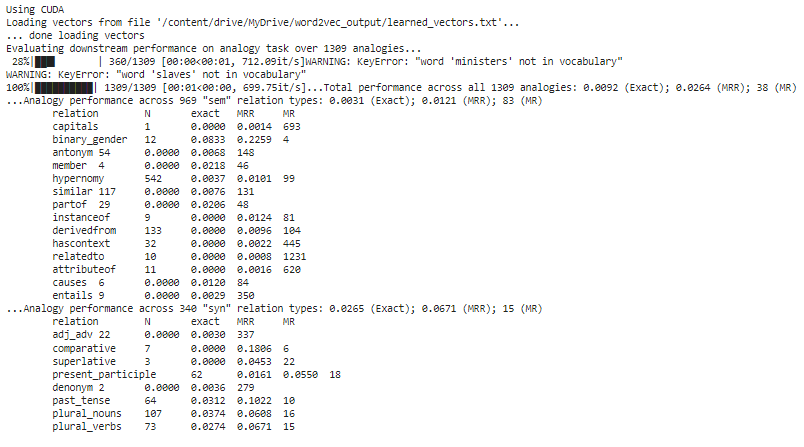 Using CUDA
Loading vectors from file '/content/drive/MyDrive/word2vec_output/learned_vectors.txt'...
... done loading vectors
Evaluating downstream performance on analogy task over 1309 analogies...
28%|███       | 360/1309 [00:00<00:01, 712.09it/s]WARNING: KeyError: "word 'ministers' not in vocabulary"
WARNING: KeyError: "word 'slaves' not in vocabulary"
100%|██████████| 1309/1309 [00:01<00:00, 699.75it/s]...Total performance across all 1309 analogies: 0.0092 (Exact); 0.0264 (MRR); 38 (MR)
...Analogy performance across 969 "sem" relation types: 0.0031 (Exact); 0.0121 (MRR); 83 (MR)
relation N exact MRR MR
capitals 1 0.0000 0.0014 693
binary_gender 12 0.0833 0.2259 4
antonym 54 0.0000 0.0068 148
member 4 0.0000 0.0218 46
hypernomy 542 0.0037 0.0101 99
similar 117 0.0000 0.0076 131
partof 29 0.0000 0.0206 48
instanceof 9 0.0000 0.0124 81
derivedfrom 133 0.0000 0.0096 104
hascontext 32 0.0000 0.0022 445
relatedto 10 0.0000 0.0008 1231
attributeof 11 0.0000 0.0016 620
causes 6 0.0000 0.0120 84
entails 9 0.0000 0.0029 350
...Analogy performance across 340 "syn" relation types: 0.0265 (Exact); 0.0671 (MRR); 15 (MR)
relation N exact MRR MR
adj_adv 22 0.0000 0.0030 337
comparative 7 0.0000 0.1806 6
superlative 3 0.0000 0.0453 22
present_participle 62 0.0161 0.0550 18
denonym 2 0.0000 0.0036 279
past_tense 64 0.0312 0.1022 10
plural_nouns 107 0.0374 0.0608 16
plural_verbs 73 0.0274 0.0671 15